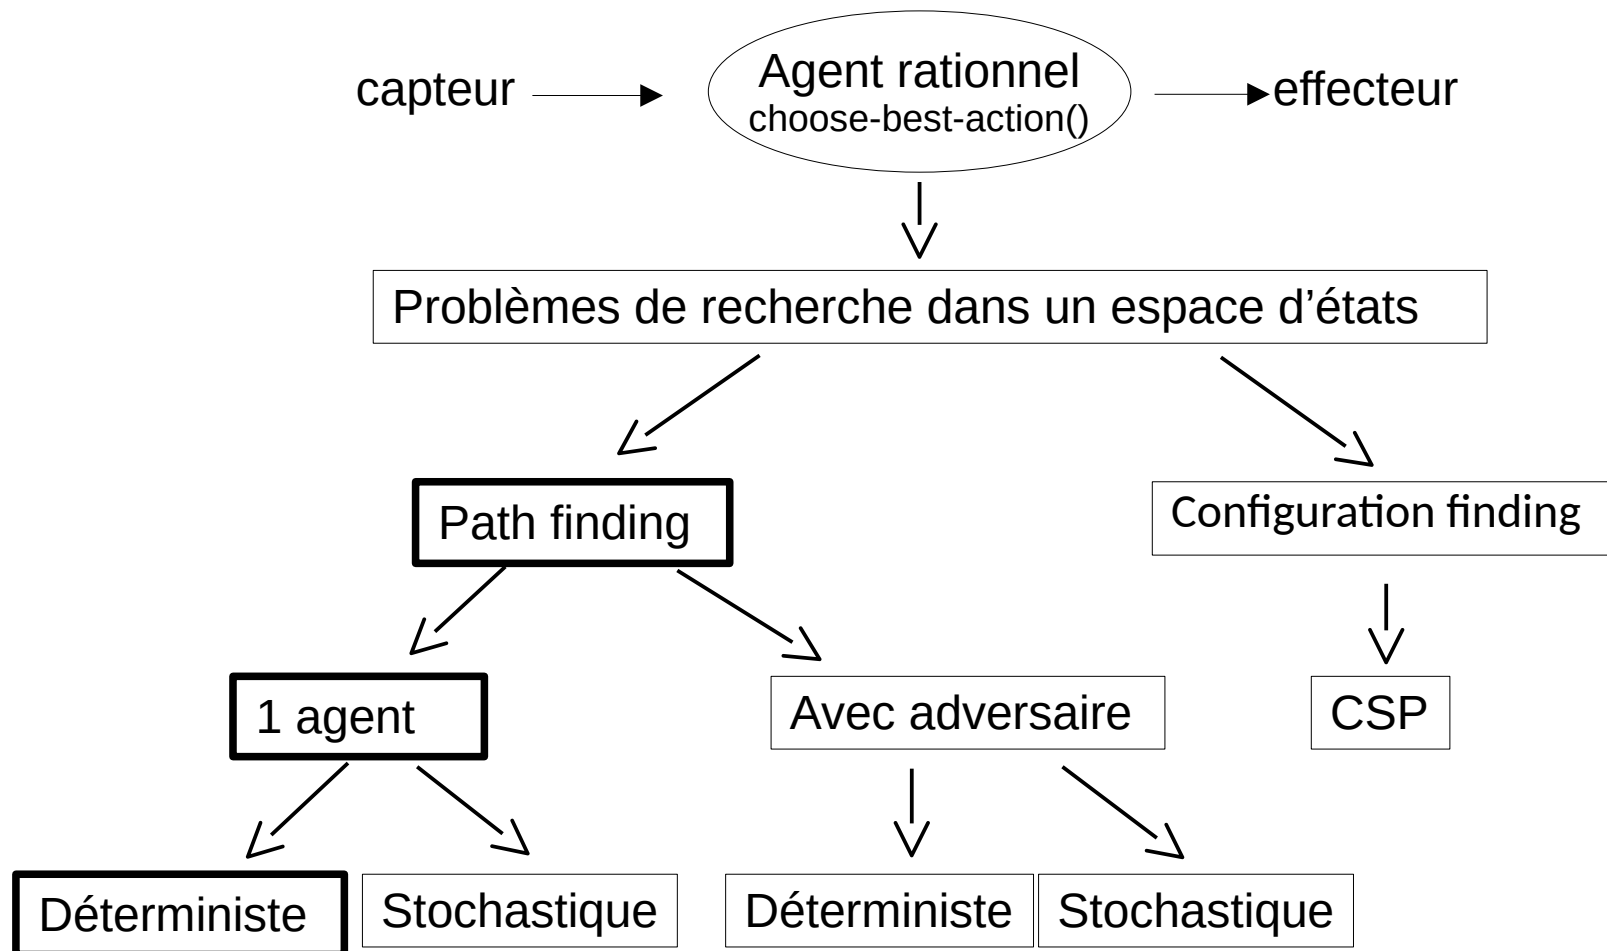 capteur
Agent rationnel
choose-best-action()
effecteur
Problèmes de recherche dans un espace d’états
Path finding
Configuration finding
1 agent
Avec adversaire
CSP
Déterministe
Stochastique
Déterministe
Stochastique